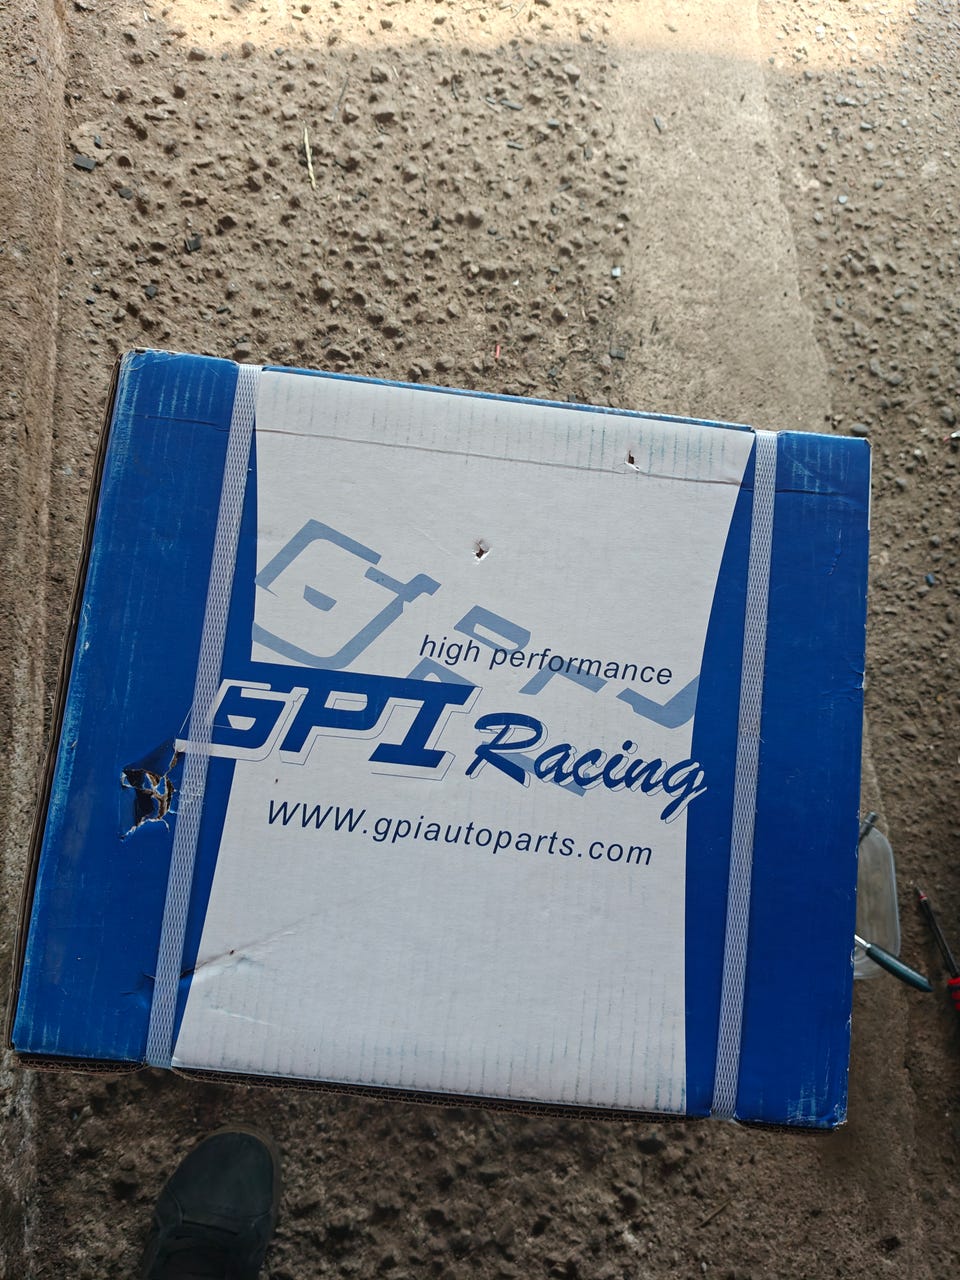 high performance
GPI Racing
www.gpiautoparts.com